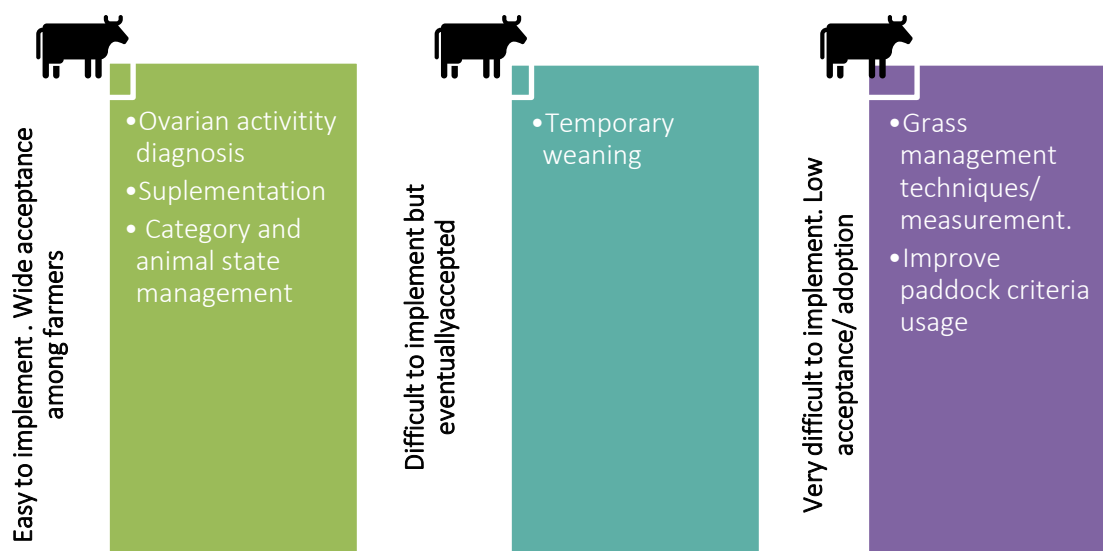 Easy to implement . Wide acceptance
among farmers
•Ovarian activitity
diagnosis
•Suplementation
• Category and
animal state
management
Difficult to implement but
eventuallyaccepted
•Temporary
weaning
Very difficult to implement. Low
acceptance/ adoption
•Grass
management
techniques/
measurement.
•Improve
paddock criteria
usage